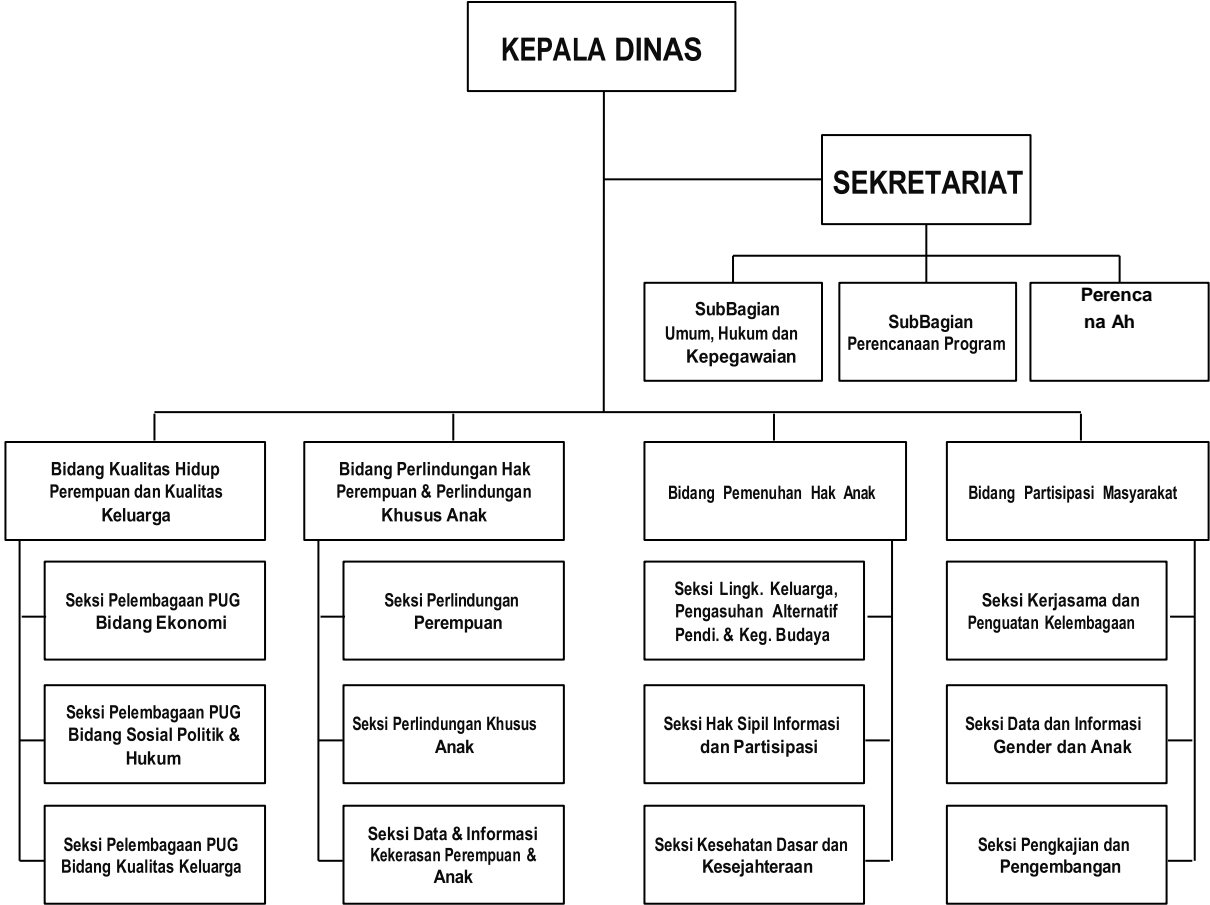 KEPALA DINAS
SEKRETARIAT
SubBagian
Umum, Hukum dan
Kepegawaian
SubBagian
Perencanaan Program
Perenca
na Ah
Bidang Kualitas Hidup
Perempuan dan Kualitas
Keluarga
Bidang Perlindungan Hak
Perempuan & Perlindungan
Khusus Anak
Bidang Pemenuhan Hak Anak
Bidang Partisipasi Masyarakat
Seksi Pelembagaan PUG
Bidang Ekonomi
Seksi Perlindungan
Perempuan
Seksi Lingk. Keluarga,
Pengasuhan Alternatif
Pendi. & Keg. Budaya
Seksi Kerjasama dan
Penguatan Kelembagaan
Seksi Pelembagaan PUG
Bidang Sosial Politik &
Hukum
Seksi Perlindungan Khusus
Anak
Seksi Hak Sipil Informasi
dan Partisipasi
Seksi Data dan Informasi
Gender dan Anak
Seksi Pelembagaan PUG
Bidang Kualitas Keluarga
Seksi Data & Informasi
Kekerasan Perempuan &
Anak
Seksi Kesehatan Dasar dan
Kesejahteraan
Seksi Pengkajian dan
Pengembangan